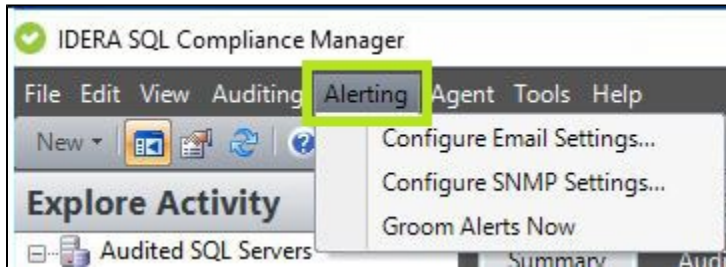 IDERA SQL Compliance Manager
File Edit View Auditing Alerting Agent Tools Help
New
Configure Email Settings...
Configure SNMP Settings...
Groom Alerts Now
Explore Activity
Audited SQL Servers
Summary